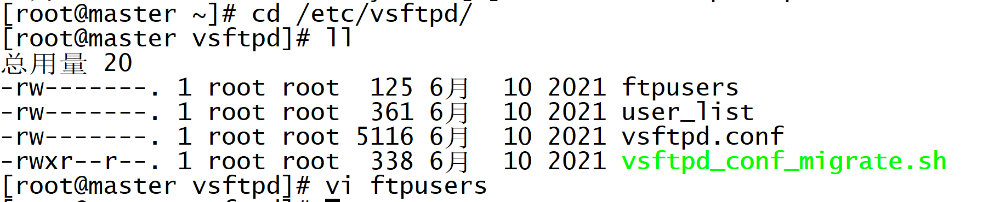 [root@master ~]# cd /etc/vsftpd/
[root@master vsftpd]# ll
总用量 20
-rw-------. 1 root root  125 6月  10 2021 ftpusers
-rw-------. 1 root root  361 6月  10 2021 user_list
-rw-------. 1 root root 5116 6月  10 2021 vsftpd.conf
-rwxr--r--. 1 root root  338 6月  10 2021 vsftpd_conf_migrate.sh
[root@master vsftpd]# vi ftpusers
[root@master vsftpd]#